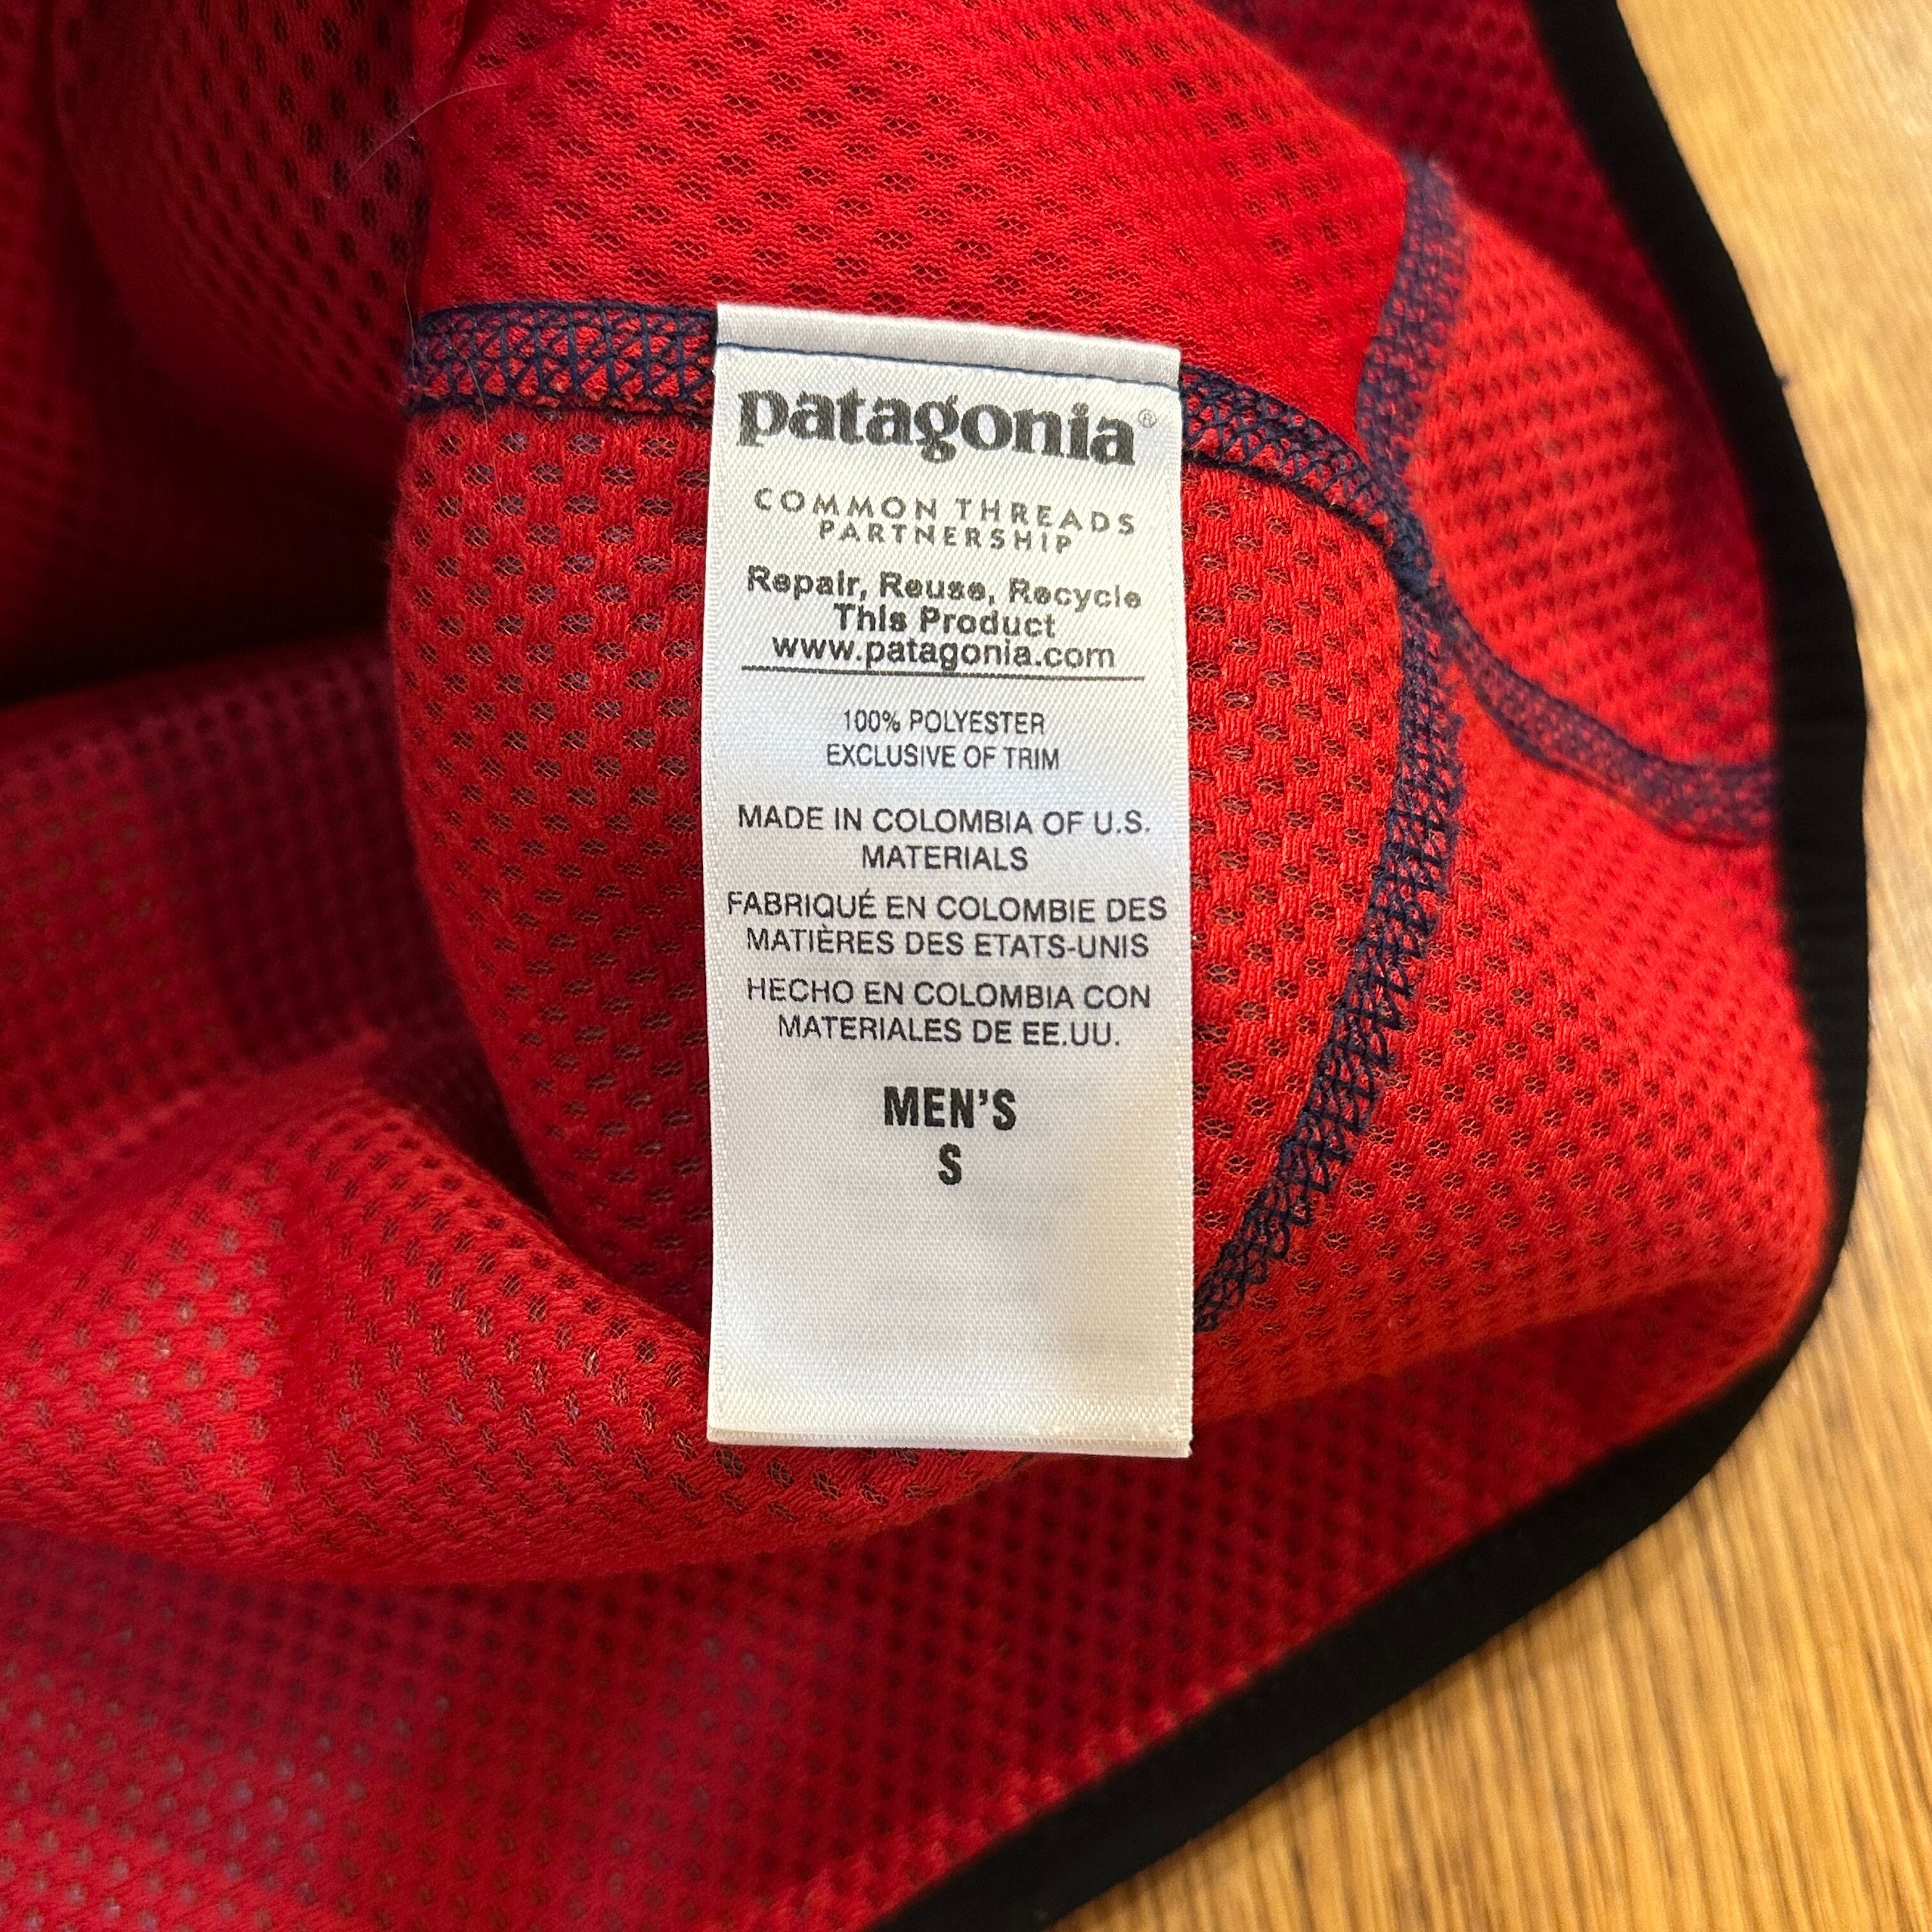 patagonia®
COMMON THREADS
PARTNERSHIP
Repair, Reuse, Recycle
This Product
www.patagonia.com
100% POLYESTER
EXCLUSIVE OF TRIM
MADE IN COLOMBIA OF U.S.
MATERIALS
FABRIQUÉ EN COLOMBIE DES
MATIÈRES DES ETATS-UNIS
HECHO EN COLOMBIA CON
MATERIALES DE EE.UU.
MEN'S
S